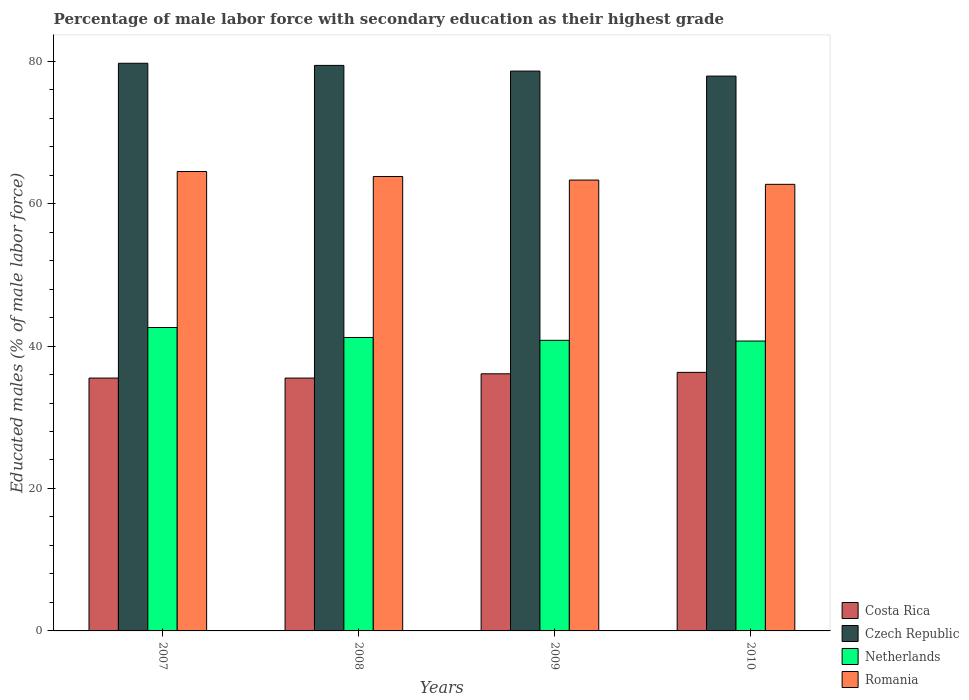 Percentage of male labor force with secondary education as their highest grade
Educated males (% of male labor force)
80
60
40
20
0
2007
2008
2009
2010
Years
Costa Rica
Czech Republic
Netherlands
Romania